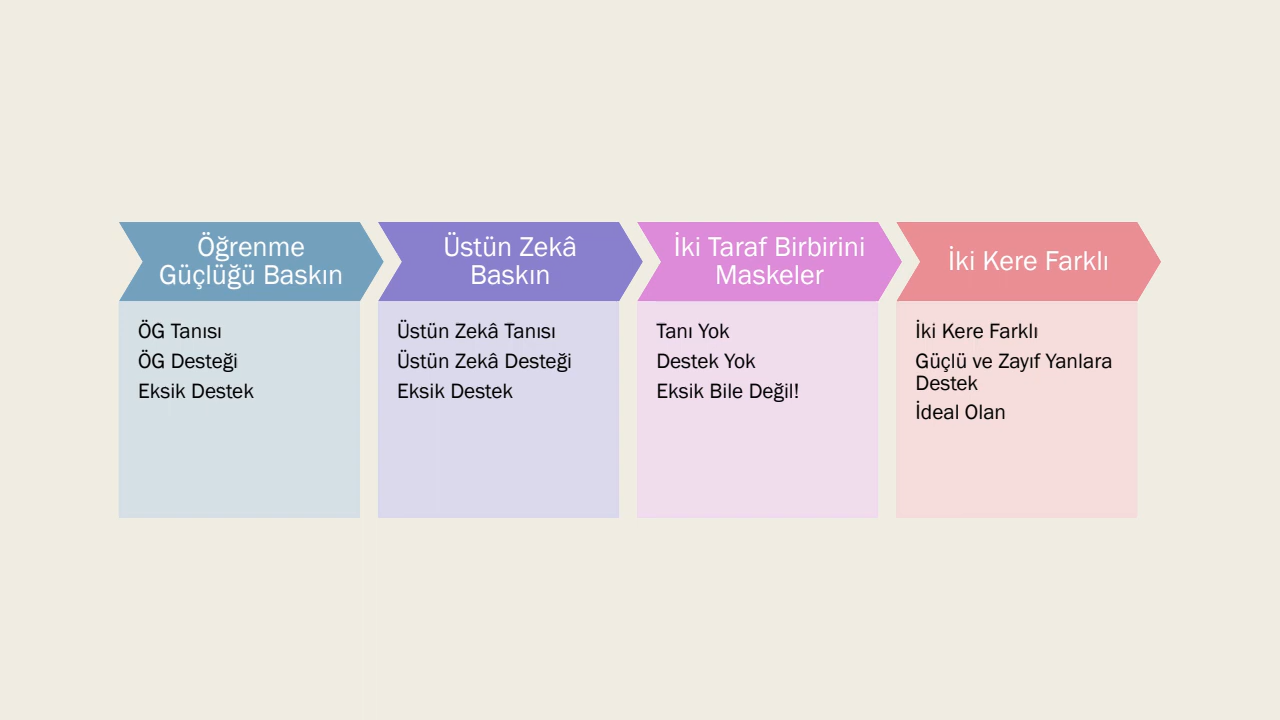 Öğrenme
Güçlüğü Baskın
ÖG Tanısı
ÖG Desteği
Eksik Destek
Üstün Zekâ
Baskın
Üstün Zekâ Tanısı
Üstün Zekâ Desteği
Eksik Destek
İki Taraf Birbirini
Maskeler
Tanı Yok
Destek Yok
Eksik Bile Değil!
İki Kere Farklı
İki Kere Farklı
Güçlü ve Zayıf Yanlara
Destek
İdeal Olan